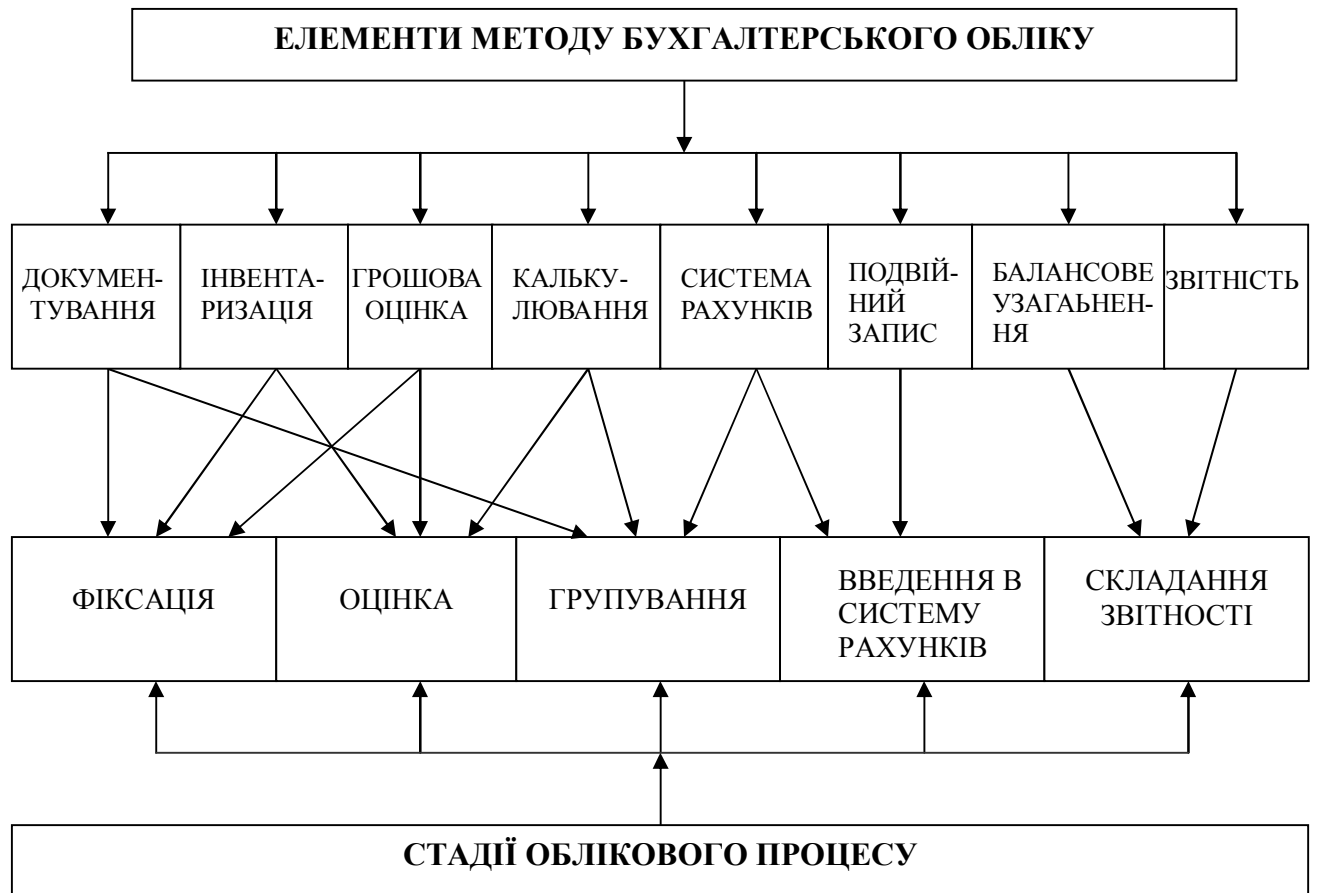 ЕЛЕМЕНТИ МЕТОДУ БУХГАЛТЕРСЬКОГО ОБЛІКУ
ДОКУМЕН-
ТУВАННЯ
ІНВЕНТА-
РИЗАЦІЯ
ГРОШОВА
ОЦІНКА
КАЛЬКУ-
ЛЮВАННЯ
СИСТЕМА
РАХУНКІВ
ПОДВІЙ-
НИЙ
ЗАПИС
БАЛАНСОВЕ
УЗАГАЬНЕН-
НЯ
ЗВІТНІСТЬ
ФІКСАЦІЯ
ОЦІНКА
ГРУПУВАННЯ
ВВЕДЕННЯ В
СИСТЕМУ
РАХУНКІВ
СКЛАДАННЯ
ЗВІТНОСТІ
СТАДІЇ ОБЛІКОВОГО ПРОЦЕСУ